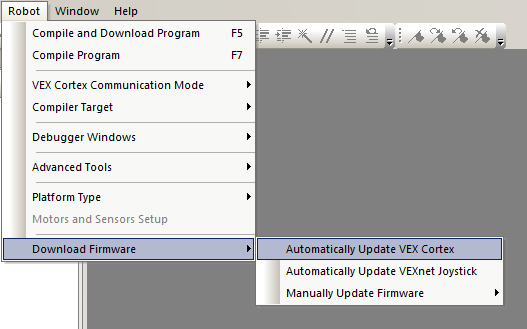 Robot Window Help
Compile and Download Program F5
Compile Program F7
VEX Cortex Communication Mode
Compiler Target
Debugger Windows
Advanced Tools
Platform Type
Motors and Sensors Setup
Download Firmware
Automatically Update VEX Cortex
Automatically Update VEXnet Joystick
Manually Update Firmware